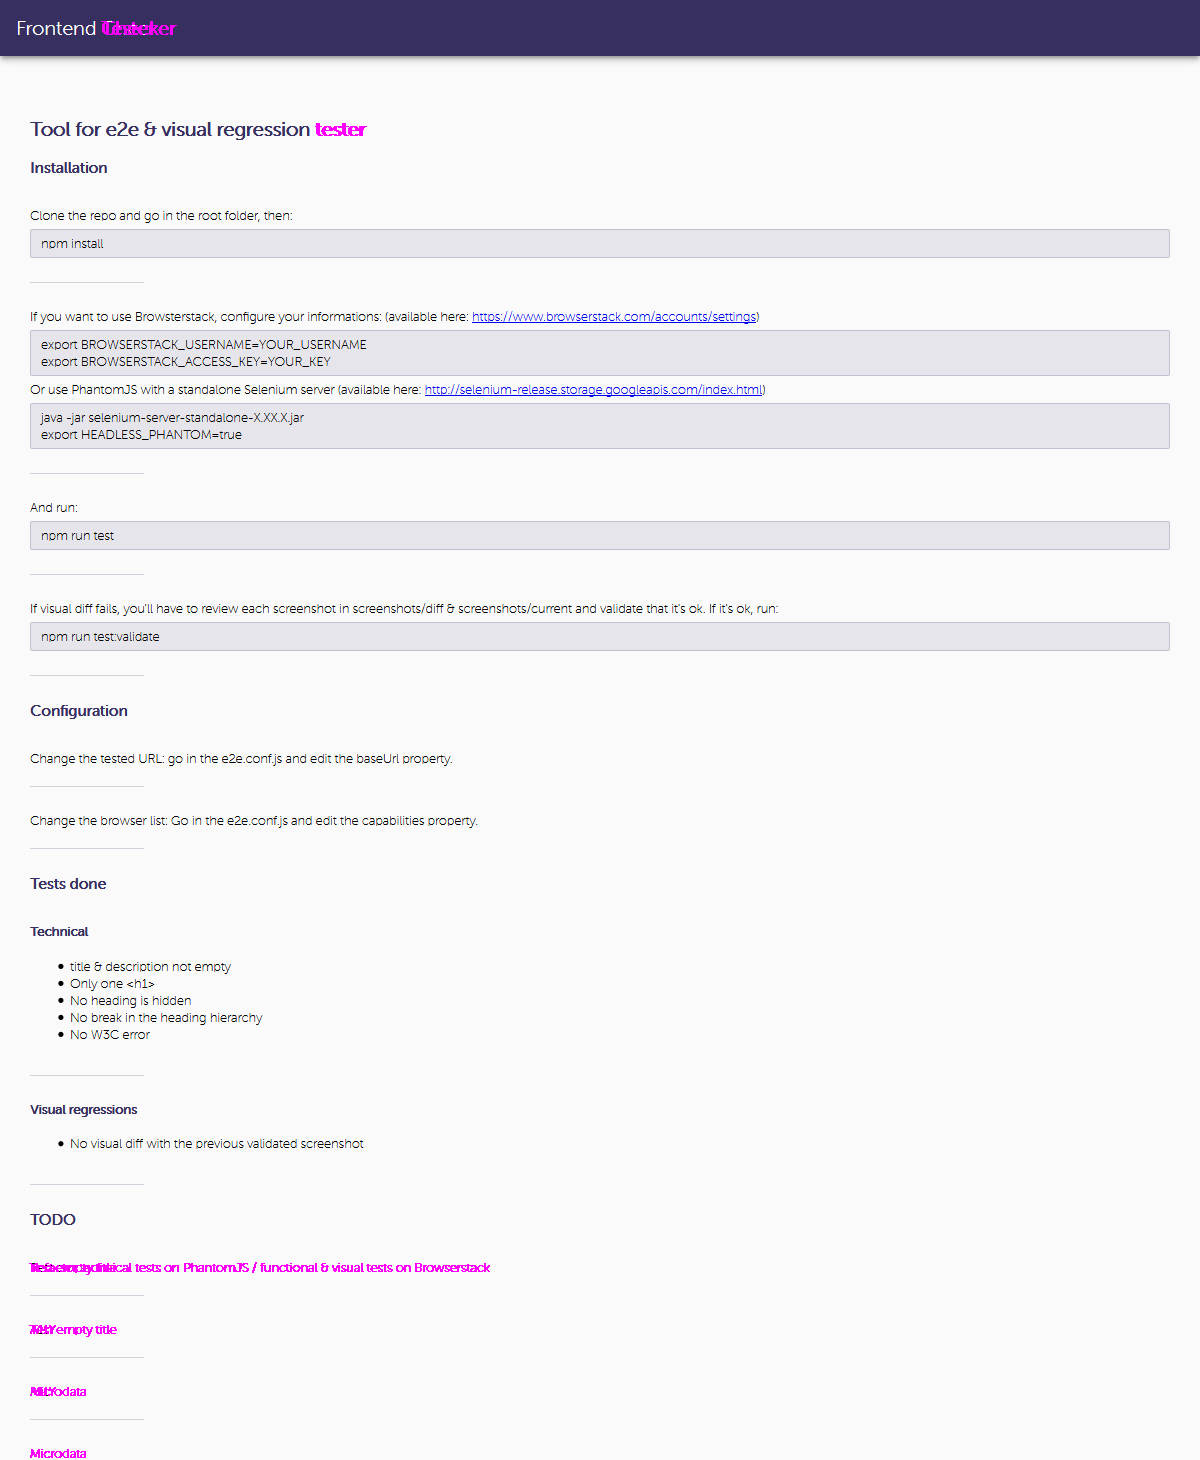 Frontend
Tool for e2e & visual regression tester
Installation
Clone the repo and go in the root folder, then:
npm install
If you want to use Browsterstack, configure your informations: (available here: https://www.browserstack.com/accounts/settings)
export BROWSERSTACK_USERNAME=YOUR_USERNAME
export BROWSERSTACK_ACCESS_KEY=YOUR_KEY
Or use PhantomJS with a standalone Selenium server (available here: http://selenium-release.storage.googleapis.com/index.html)
java -jar selenium-server-standalone-X.XX.X.jar
export HEADLESS_PHANTOM=true
And run:
npm run test
If visual diff fails, you'll have to review each screenshot in screenshots/diff & screenshots/current and validate that it's ok. If it's ok, run:
npm run test:validate
Configuration
Change the tested URL: go in the e2e.conf.js and edit the baseUrl property.
Change the browser list: Go in the e2e.conf.js and edit the capabilities property.
Tests done
Technical
title & description not empty
Only one <h1>
No heading is hidden
No break in the heading hierarchy
No W3C error
Visual regressions
No visual diff with the previous validated screenshot
TODO
tests on PhantomJS / functional & visual tests on Browserstack
empty title
Microdata
Microdata